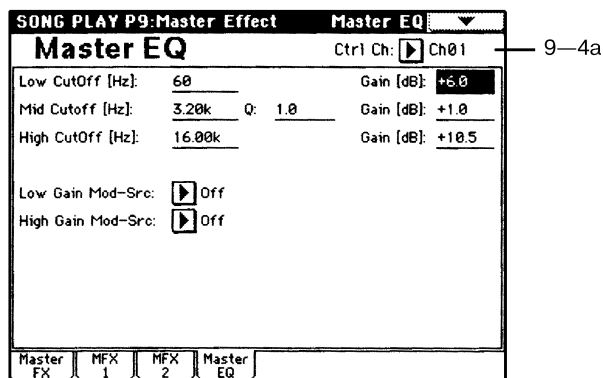 SONG PLAY P9:Master Effect Master EQ
Master EQ Ctrl Ch: Ch01 9—4a
Low CutOff [Hz]: 60 Gain [dB]: +6.0
Mid Cutoff [Hz]: 3.20k Q: 1.0 Gain [dB]: +1.0
High CutOff [Hz]: 16.00k Gain [dB]: +10.5
Low Gain Mod-Src: Off
High Gain Mod-Src: Off
Master FX MFX 1 MFX 2 Master EQ